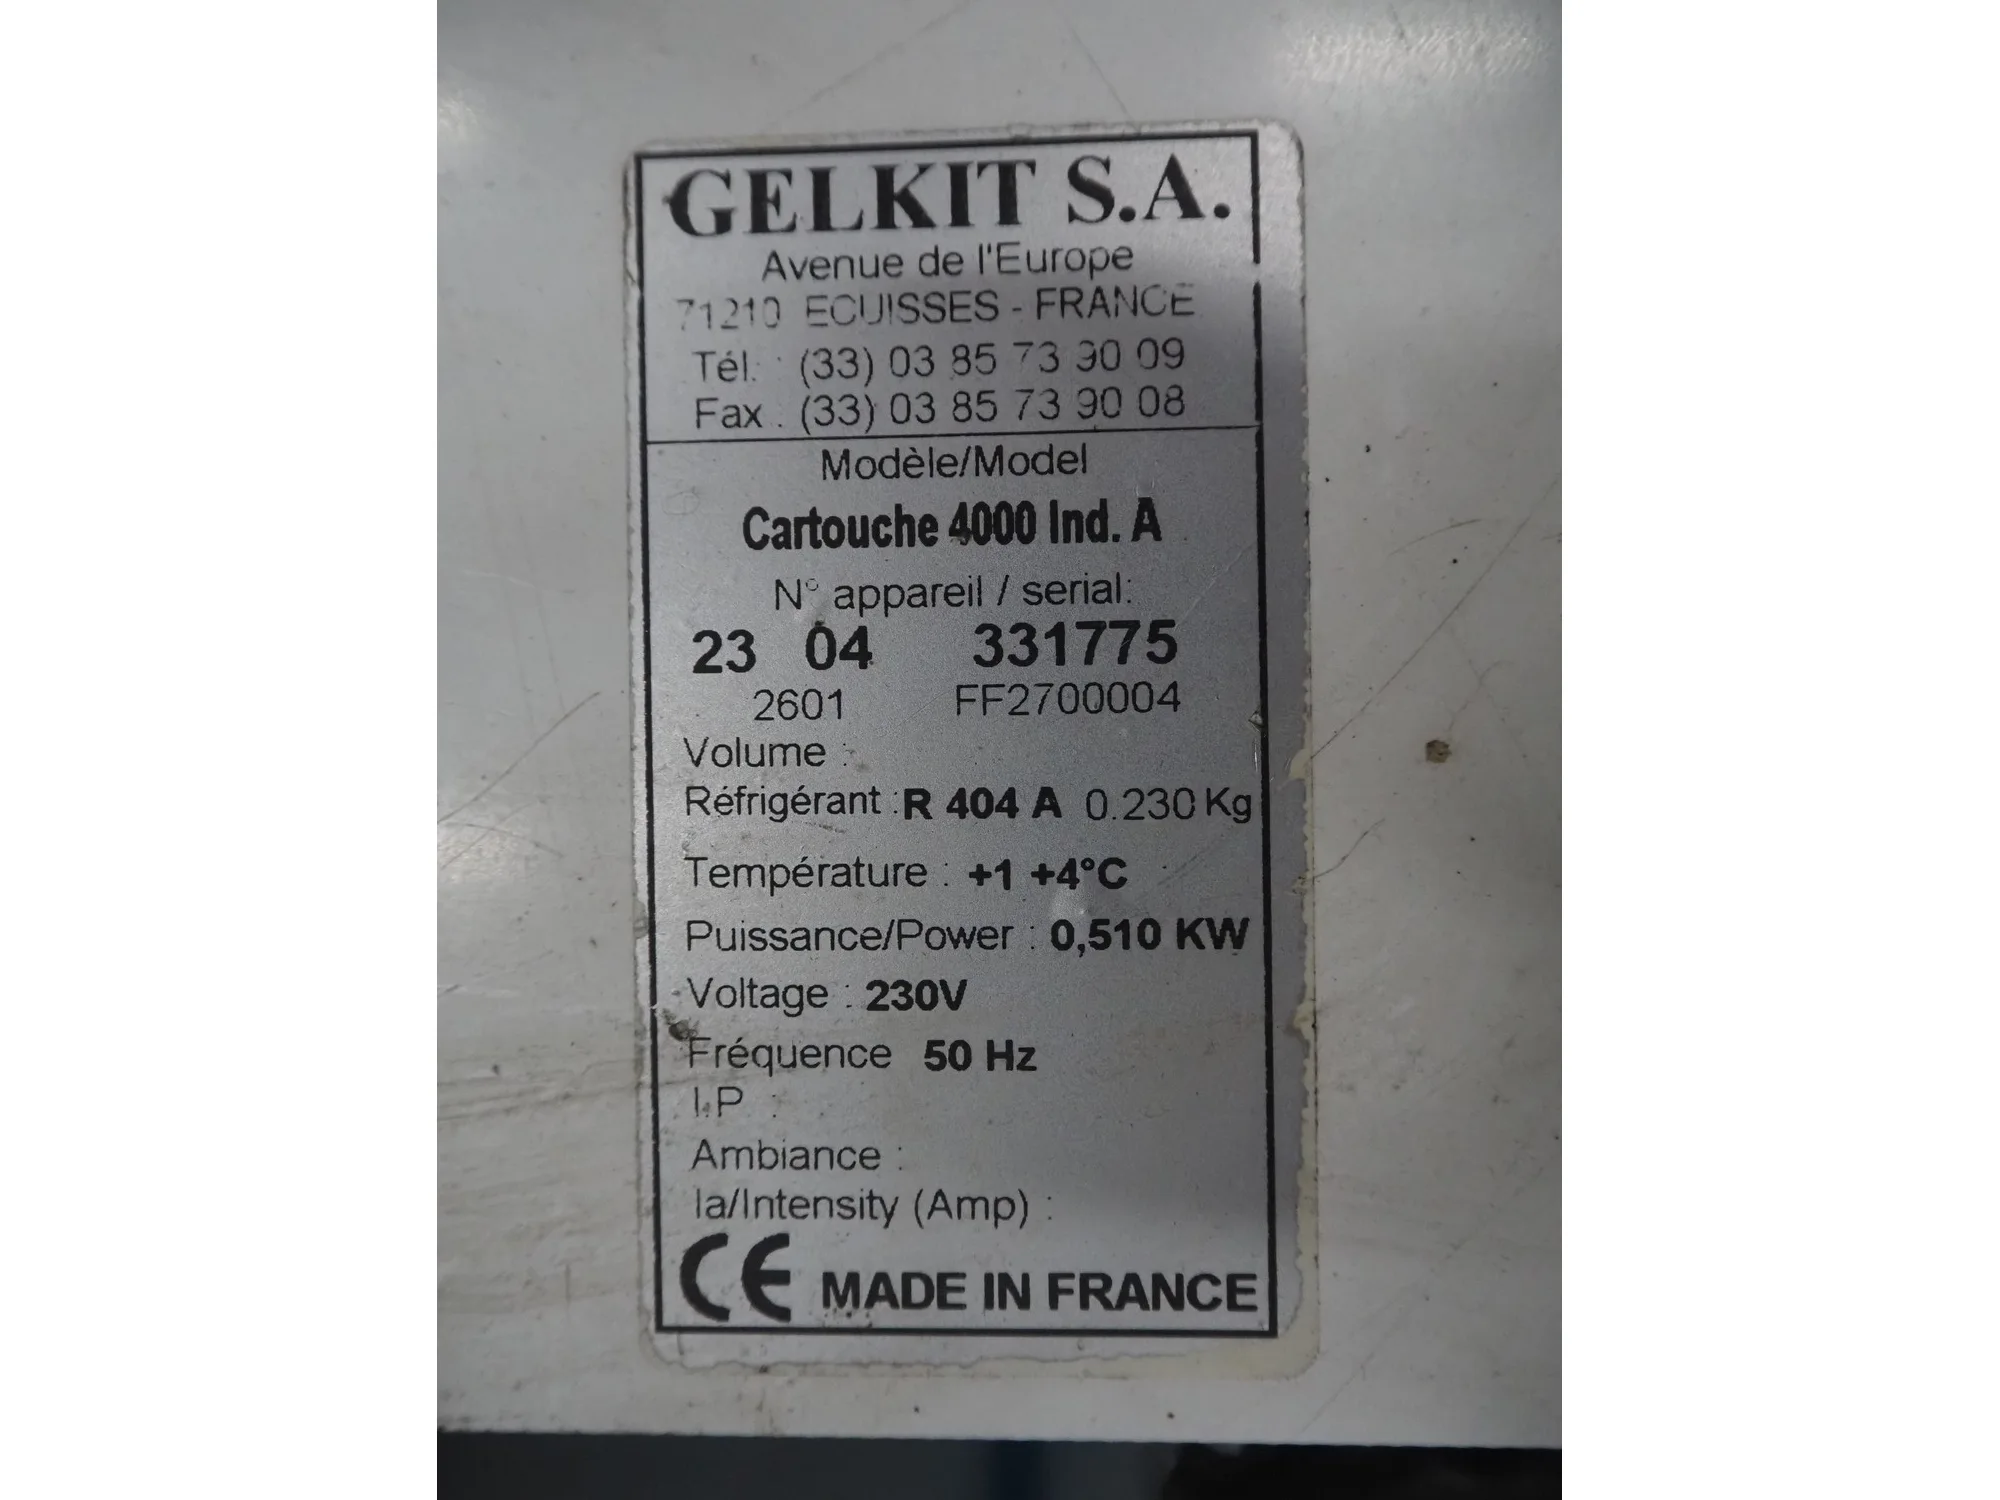 GELKIT S.A.
Avenue de l'Europe
71210 ECUISSES - FRANCE
Tél. : (33) 03 85 73 90 09
Fax : (33) 03 85 73 90 08
Modèle/Model
Cartouche 4000 Ind. A
N° appareil / serial:
23 04 331775
2601 FF2700004
Volume :
Réfrigérant : R 404 A 0.230 Kg
Température : +1 +4°C
Puissance/Power : 0,510 KW
Voltage : 230V
Fréquence 50 Hz
I.P :
Ambiance :
Ia/Intensity (Amp) :
CE MADE IN FRANCE